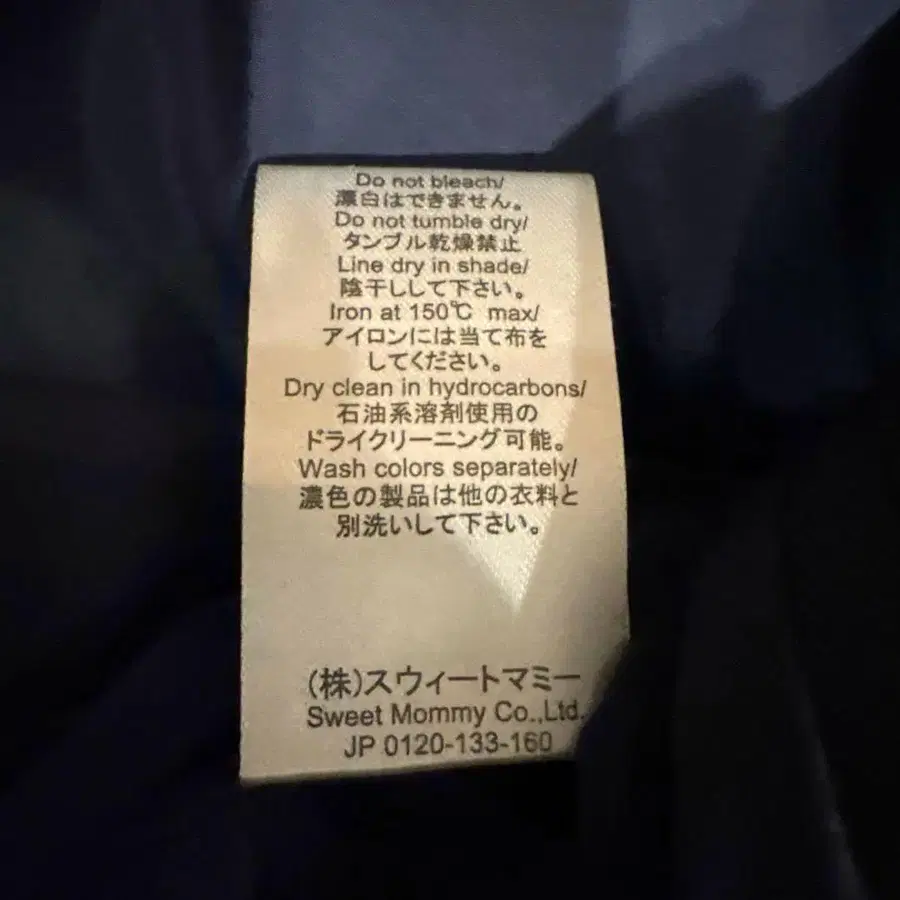 Do not bleach/
漂白はできません。
Do not tumble dry/
タンブル乾燥禁止
Line dry in shade/
陰干しして下さい。
Iron at 150℃ max/
アイロンには当て布を
してください。
Dry clean in hydrocarbons/
石油系溶剤使用の
ドライクリーニング可能。
Wash colors separately/
濃色の製品は他の衣料と
別洗いして下さい。
(株)スウィートマミー
Sweet Mommy Co.,Ltd.
JP 0120-133-160